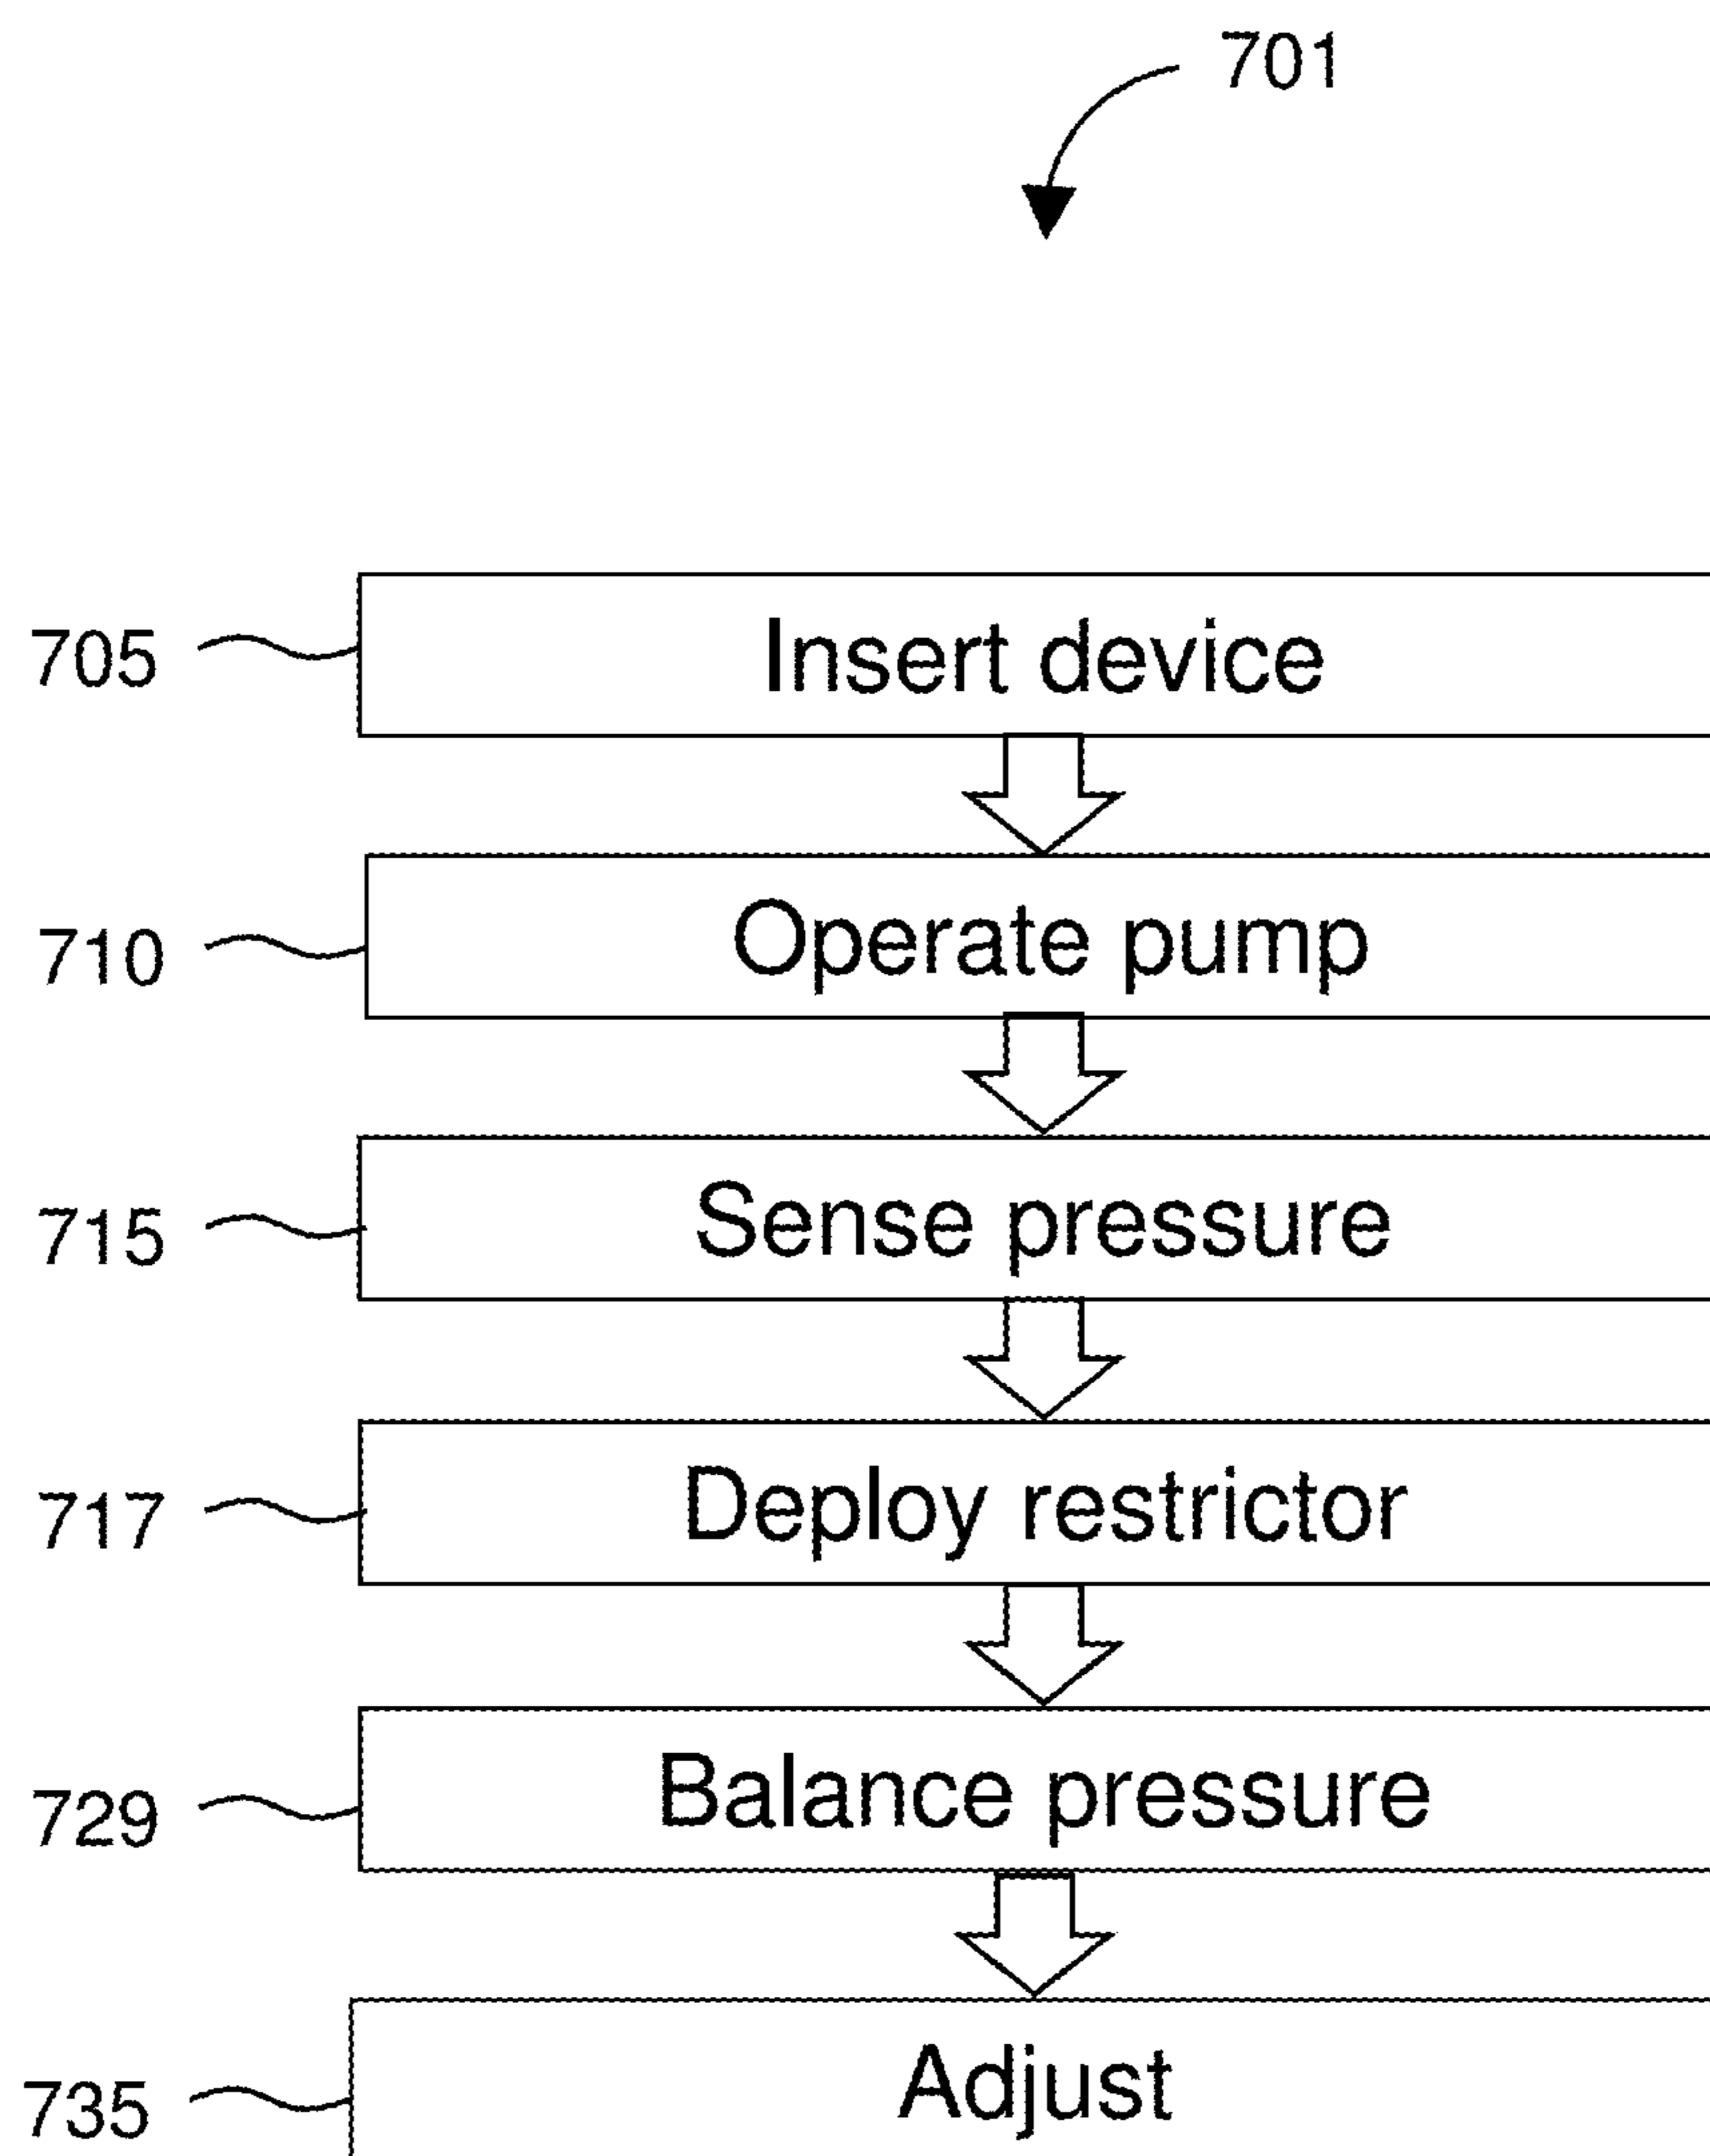 701
705 Insert device
710 Operate pump
715 Sense pressure
717 Deploy restrictor
729 Balance pressure
735 Adjust